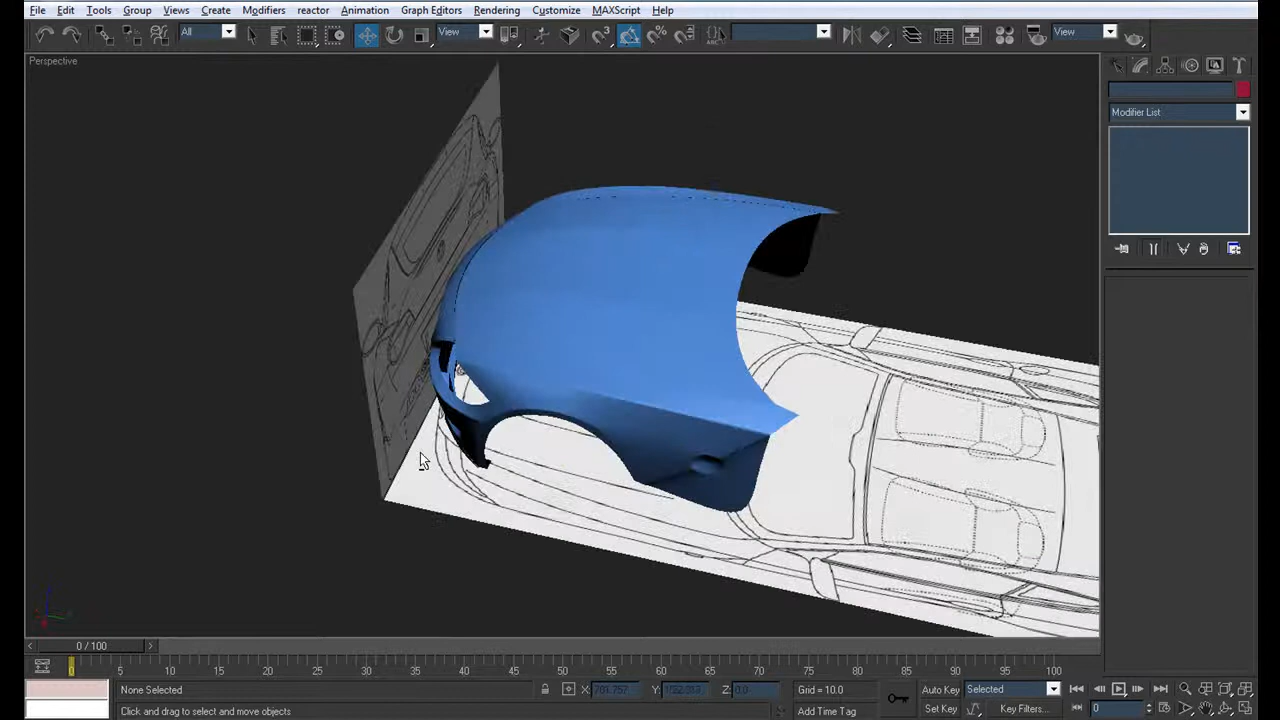 File Edit Tools Group Views Create Modifiers reactor Animation Graph Editors Rendering Customize MAXScript Help
All View View
Perspective
Modifier List
0 / 100
0 5 10 15 20 25 30 35 40 45 50 55 60 65 70 75 80 85 90 95 100
None Selected X: Y: Z: 0.0 Grid = 10.0 Auto Key Selected
Click and drag to select and move objects Add Time Tag Set Key Key Filters... 0